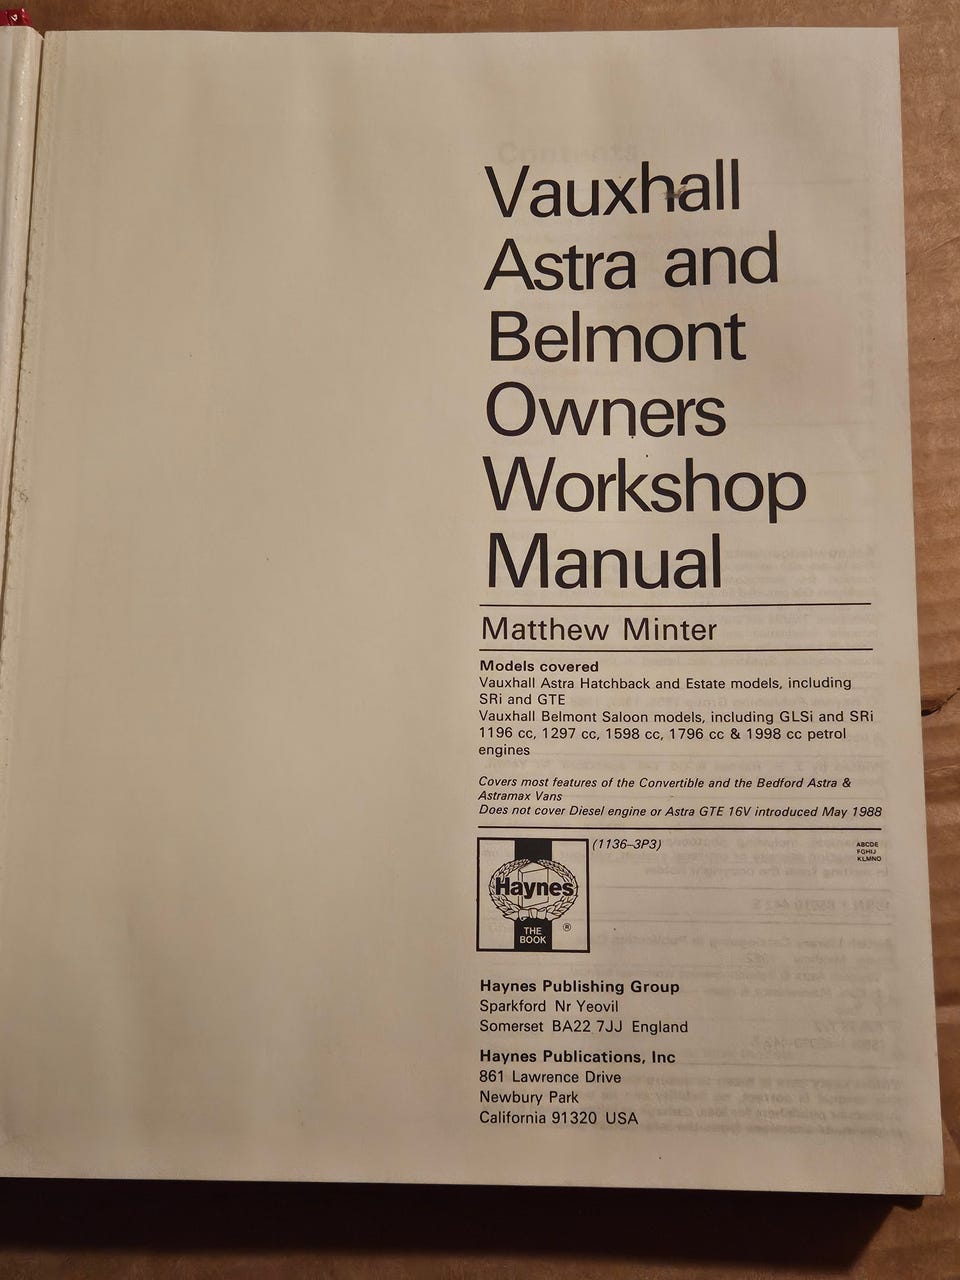 Vauxhall
Astra and
Belmont
Owners
Workshop
Manual
Matthew Minter
Models covered
Vauxhall Astra Hatchback and Estate models, including
SRi and GTE
Vauxhall Belmont Saloon models, including GLSi and SRi
1196 cc, 1297 cc, 1598 cc, 1796 cc & 1998 cc petrol
engines
Covers most features of the Convertible and the Bedford Astra &
Astramax Vans
Does not cover Diesel engine or Astra GTE 16V introduced May 1988
(1136–3P3)
ABCDE
FGHIJ
KLMNO
Haynes
THE
BOOK
®
Haynes Publishing Group
Sparkford Nr Yeovil
Somerset BA22 7JJ England
Haynes Publications, Inc
861 Lawrence Drive
Newbury Park
California 91320 USA